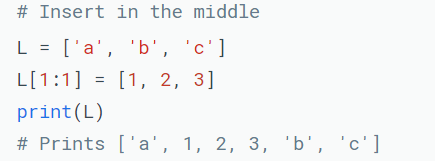 # Insert in the middle
L = ['a', 'b', 'c']
L[1:1] = [1, 2, 3]
print(L)
# Prints ['a', 1, 2, 3, 'b', 'c']